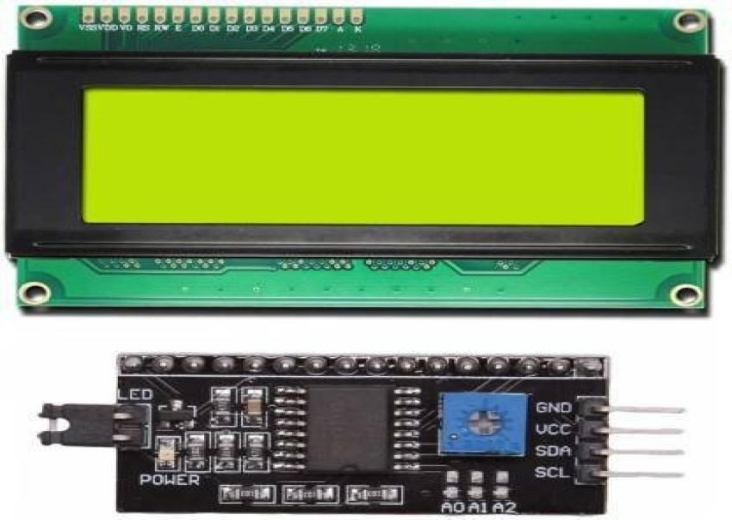 VSS VDD VO RS RW E D0 D1 D2 D3 D4 D5 D6 D7 A K
LED
GND
VCC
SDA
SCL
POWER
A0 A1 A2